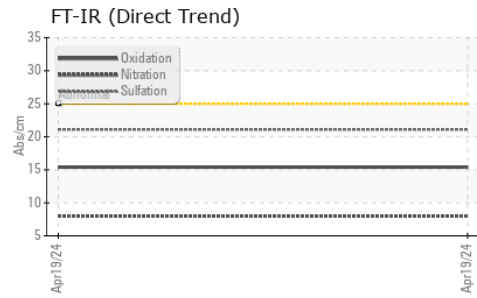 FT-IR (Direct Trend)
35
Oxidation
30
Nitration
Abnormal
Sulfation
25
Abs/cm
20
15
10
5
Apr19/24
Apr19/24